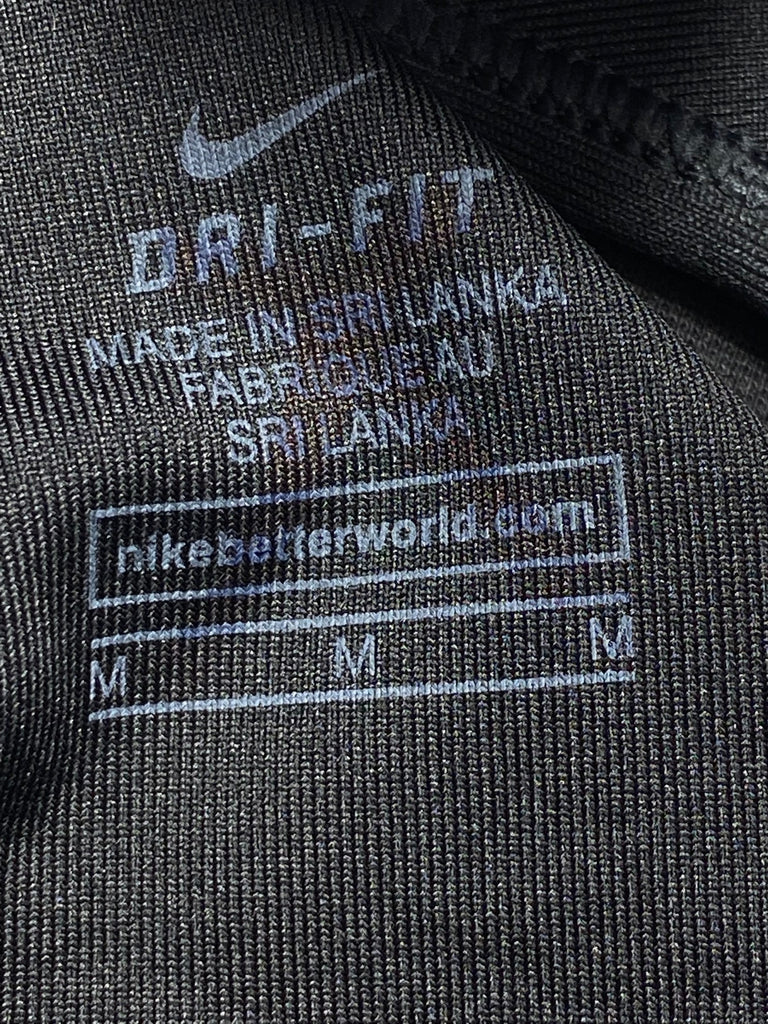 DRI-FIT
MADE IN SRI LANKA
FABRIQUE AU
SRI LANKA
nikebetterworld.com
M M M